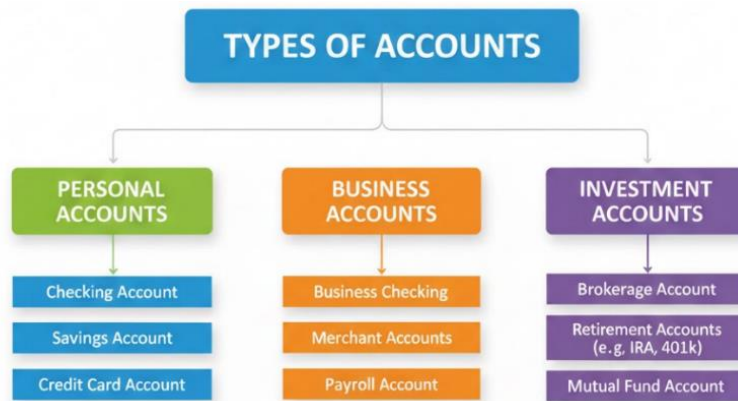 TYPES OF ACCOUNTS
PERSONAL
ACCOUNTS
Checking Account
Savings Account
Credit Card Account
BUSINESS
ACCOUNTS
Business Checking
Merchant Accounts
Payroll Account
INVESTMENT
ACCOUNTS
Brokerage Account
Retirement Accounts
(e.g, IRA, 401k)
Mutual Fund Account